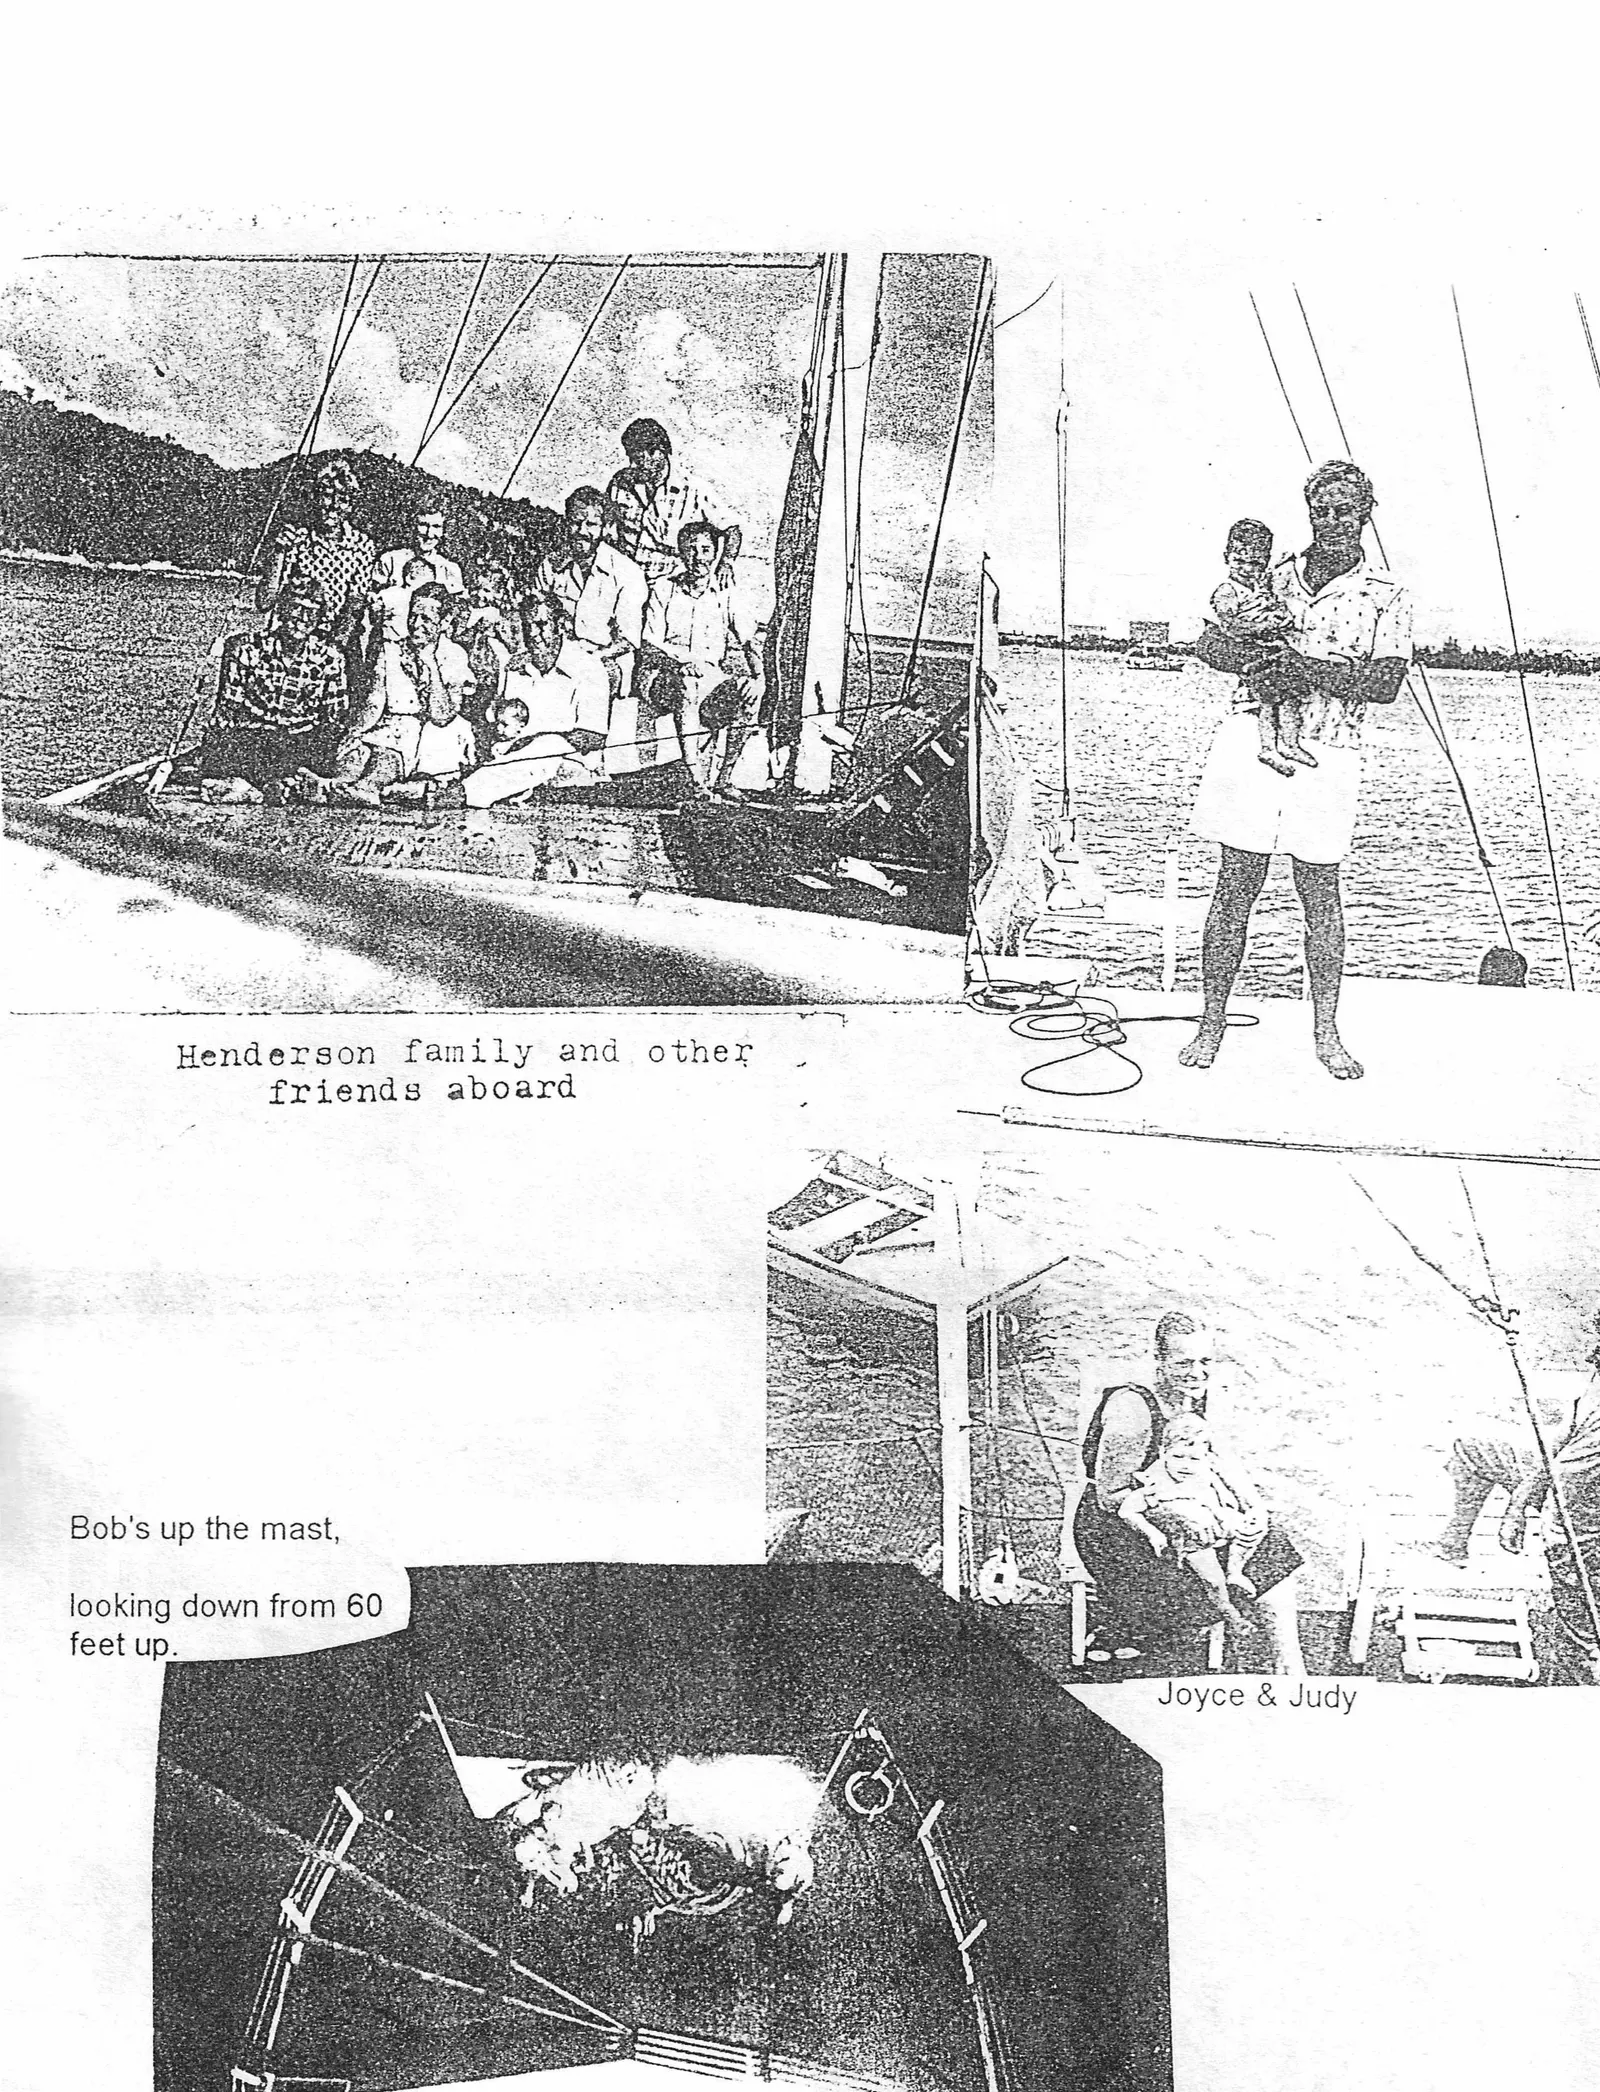 Henderson family and other
friends aboard
Bob's up the mast,
looking down from 60
feet up.
Joyce & Judy